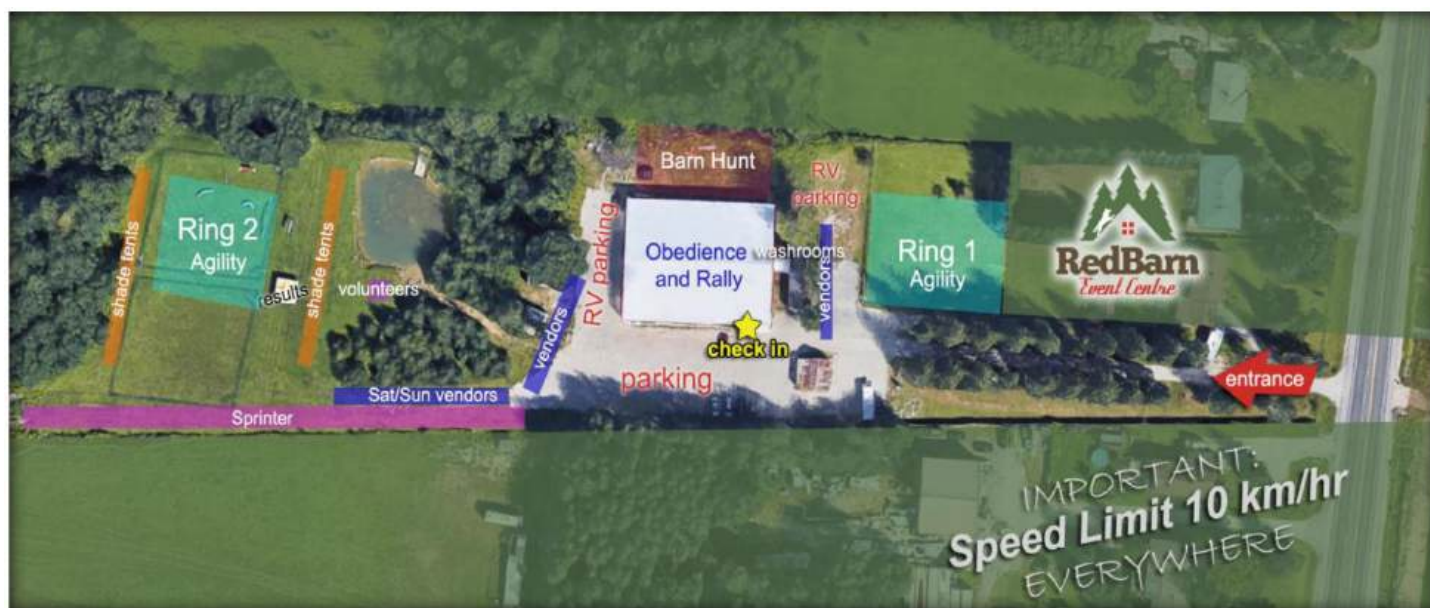 Barn Hunt
RV
parking
Ring 2
Agility
shade tents
shade tents
results
volunteers
RV parking
Obedience
and Rally
washrooms
vendors
Ring 1
Agility
RedBarn
Event Centre
vendors
check in
parking
entrance
Sat/Sun vendors
Sprinter
IMPORTANT:
Speed Limit 10 km/hr
EVERYWHERE